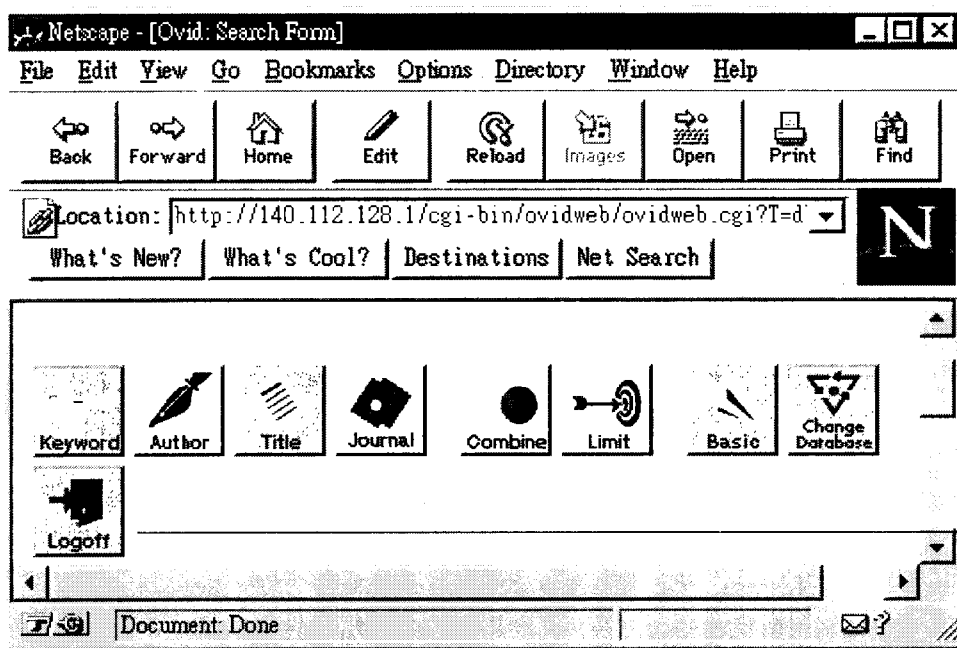 Netscape - [Ovid: Search Form]
File Edit View Go Bookmarks Options Directory Window Help
Back Forward Home Edit Reload Images Open Print Find
Location: http://140.112.128.1/cgi-bin/ovidweb/ovidweb.cgi?T=d
N
What's New? What's Cool? Destinations Net Search
Keyword Author Title Journal Combine Limit Basic Change Database
Logoff
Document: Done